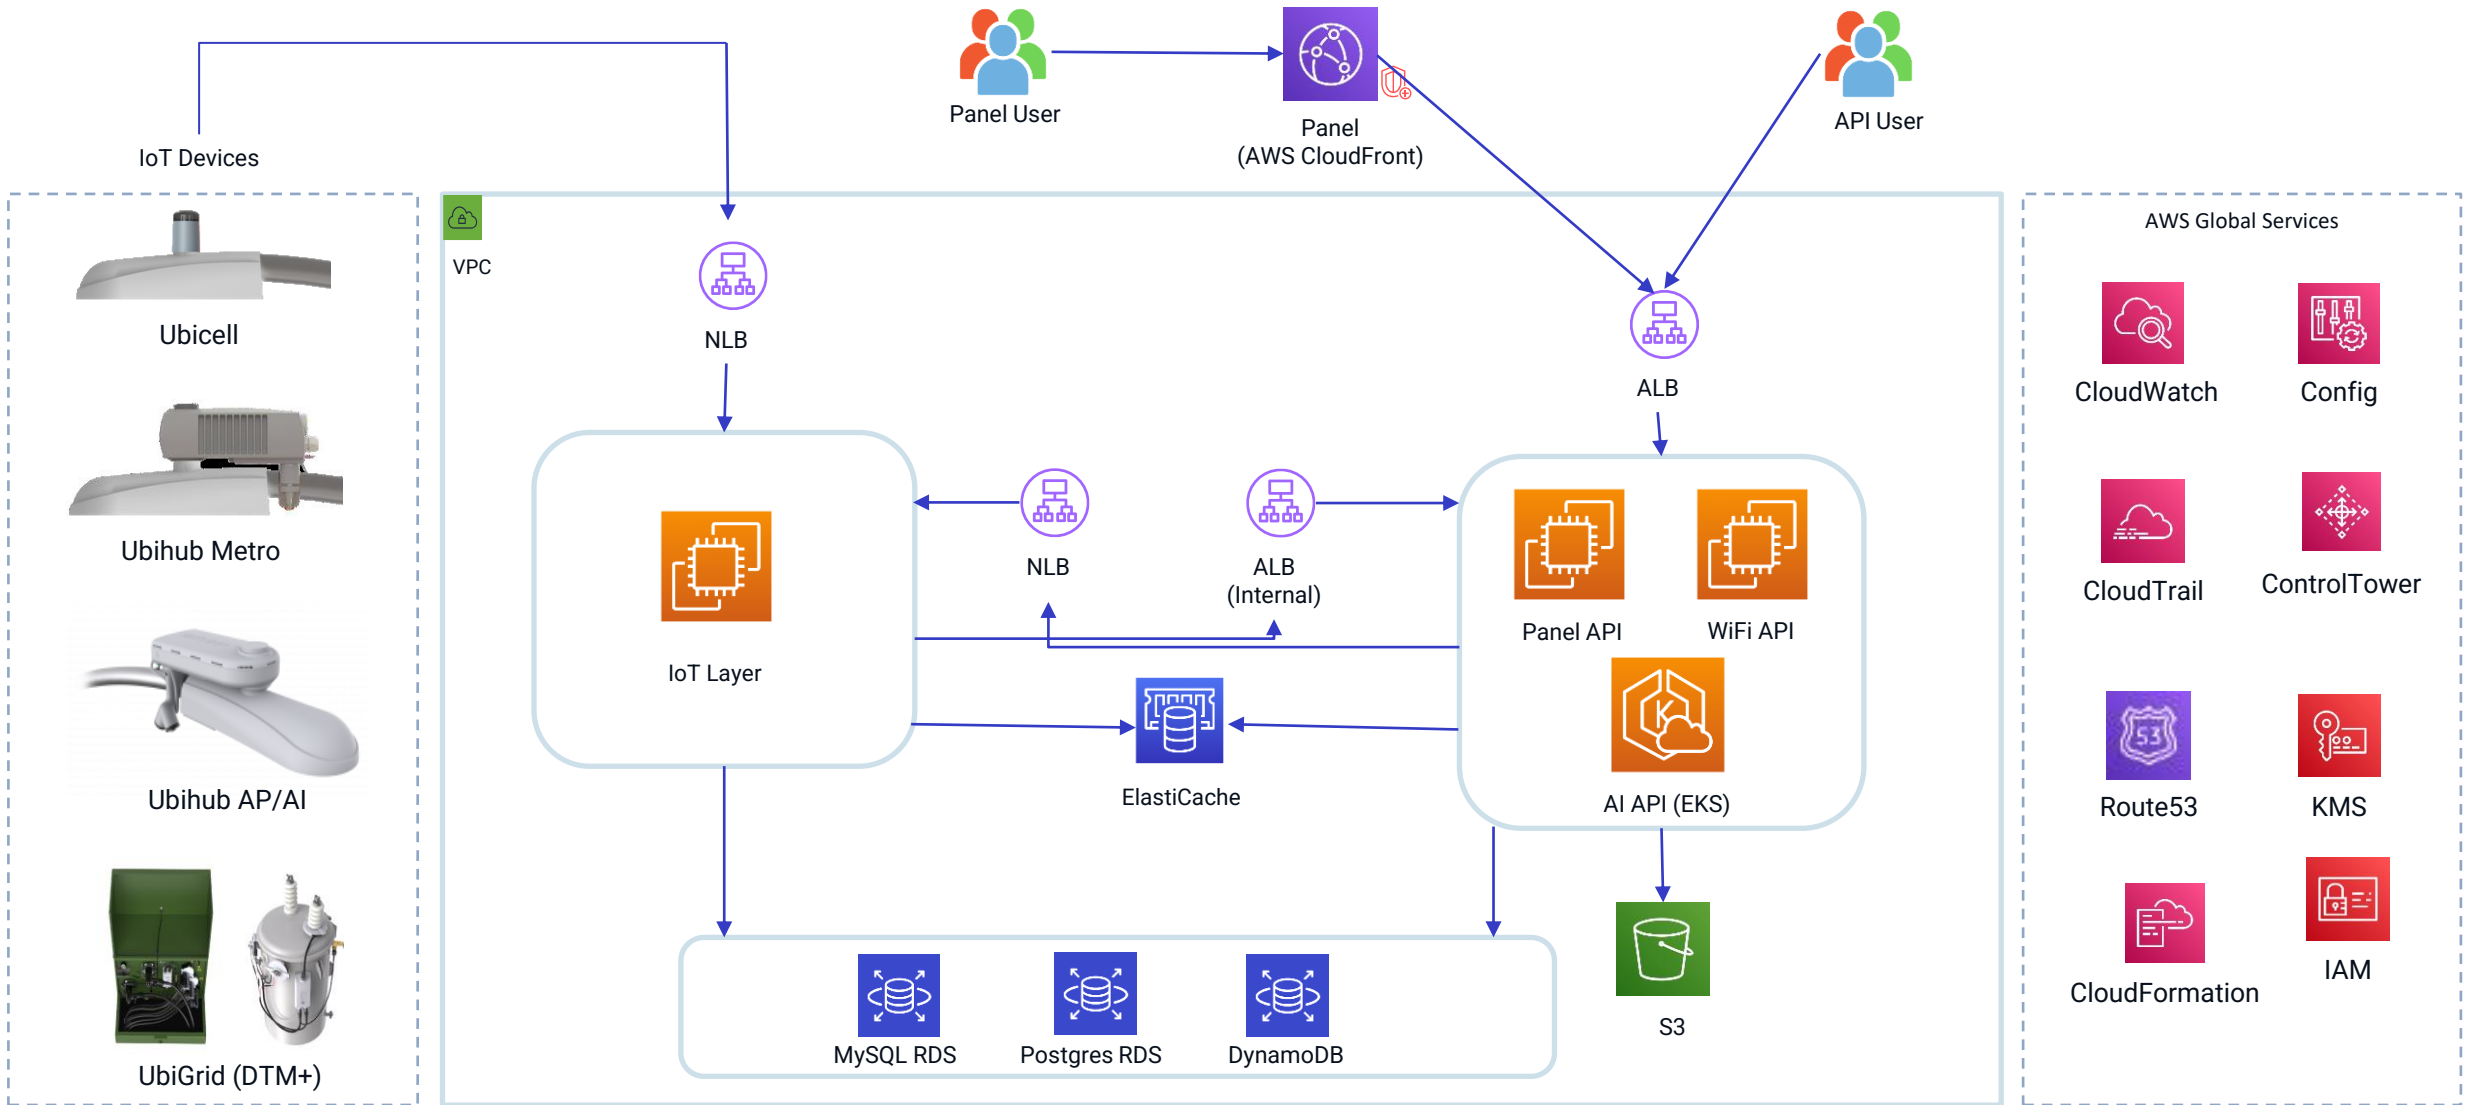 Panel User
Panel
(AWS CloudFront)
API User
IoT Devices
Ubicell
Ubihub Metro
Ubihub AP/AI
UbiGrid (DTM+)
VPC
NLB
ALB
IoT Layer
NLB
ALB
(Internal)
Panel API
WiFi API
AI API (EKS)
ElastiCache
MySQL RDS
Postgres RDS
DynamoDB
S3
AWS Global Services
CloudWatch
Config
CloudTrail
ControlTower
53
Route53
KMS
CloudFormation
IAM
K